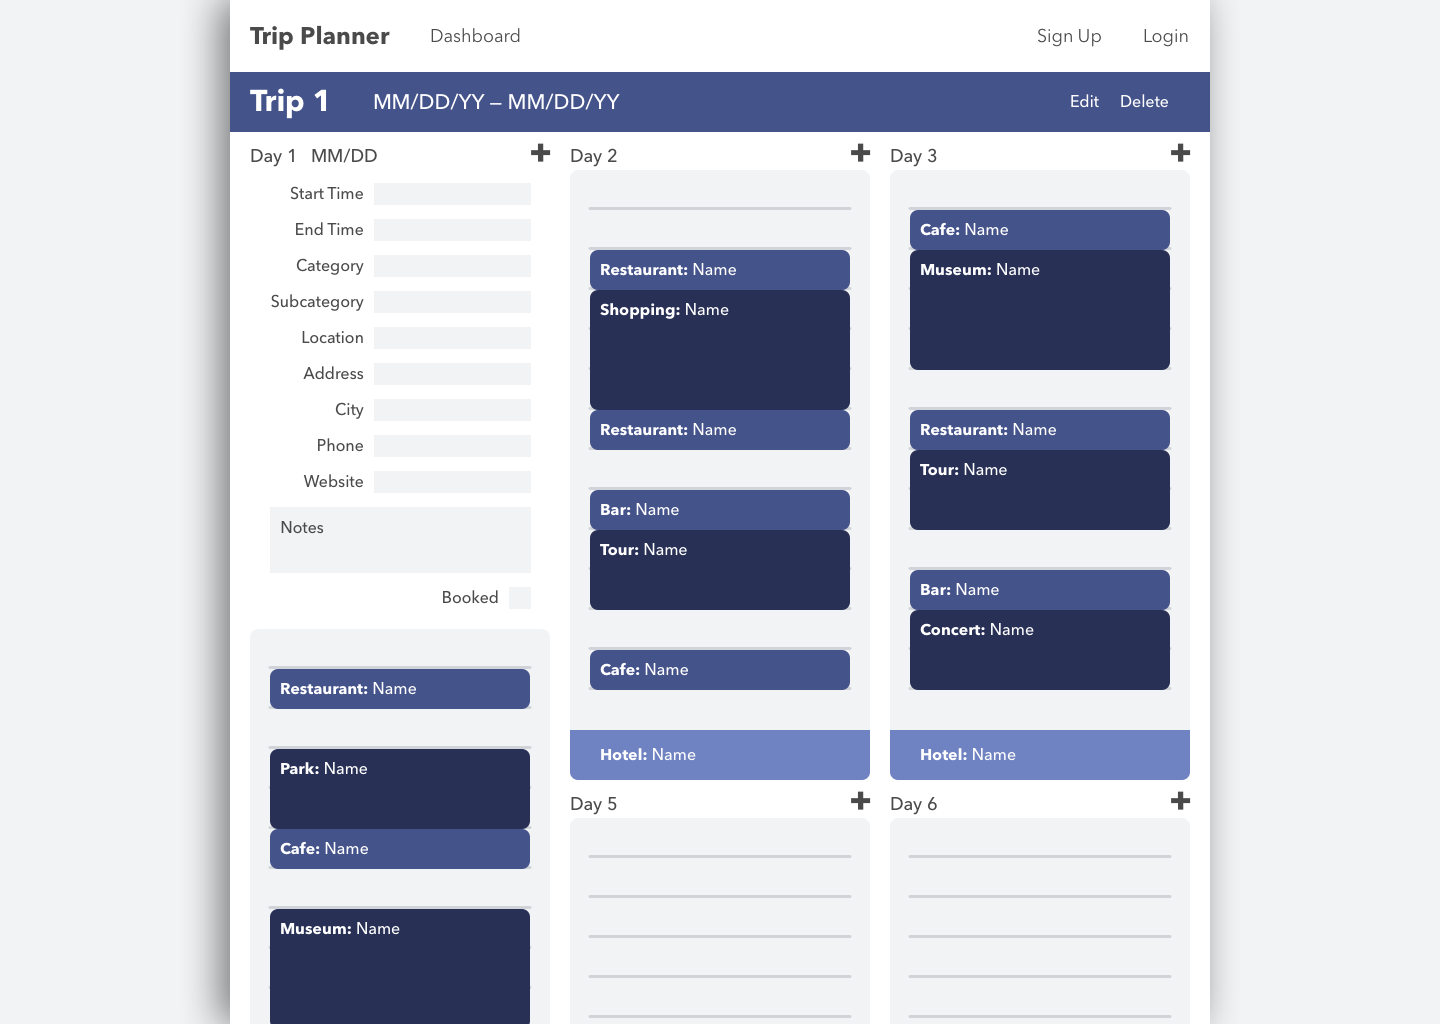 Trip Planner Dashboard Sign Up Login
Trip 1 MM/DD/YY – MM/DD/YY Edit Delete
Day 1 MM/DD
Start Time
End Time
Category
Subcategory
Location
Address
City
Phone
Website
Notes
Booked
Restaurant: Name
Park: Name
Cafe: Name
Museum: Name
Day 2
Restaurant: Name
Shopping: Name
Restaurant: Name
Bar: Name
Tour: Name
Cafe: Name
Hotel: Name
Day 3
Cafe: Name
Museum: Name
Restaurant: Name
Tour: Name
Bar: Name
Concert: Name
Hotel: Name
Day 5
Day 6